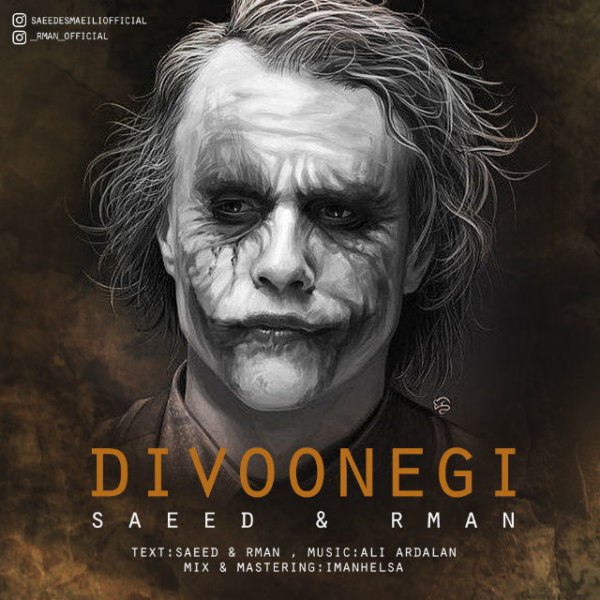 SAEEDESMAEILIOFFICIAL
_RMAN_OFFICIAL
DIVOONEGI
SAEED & RMAN
TEXT:SAEED & RMAN , MUSIC:ALI ARDALAN
MIX & MASTERING:IMANHELSA